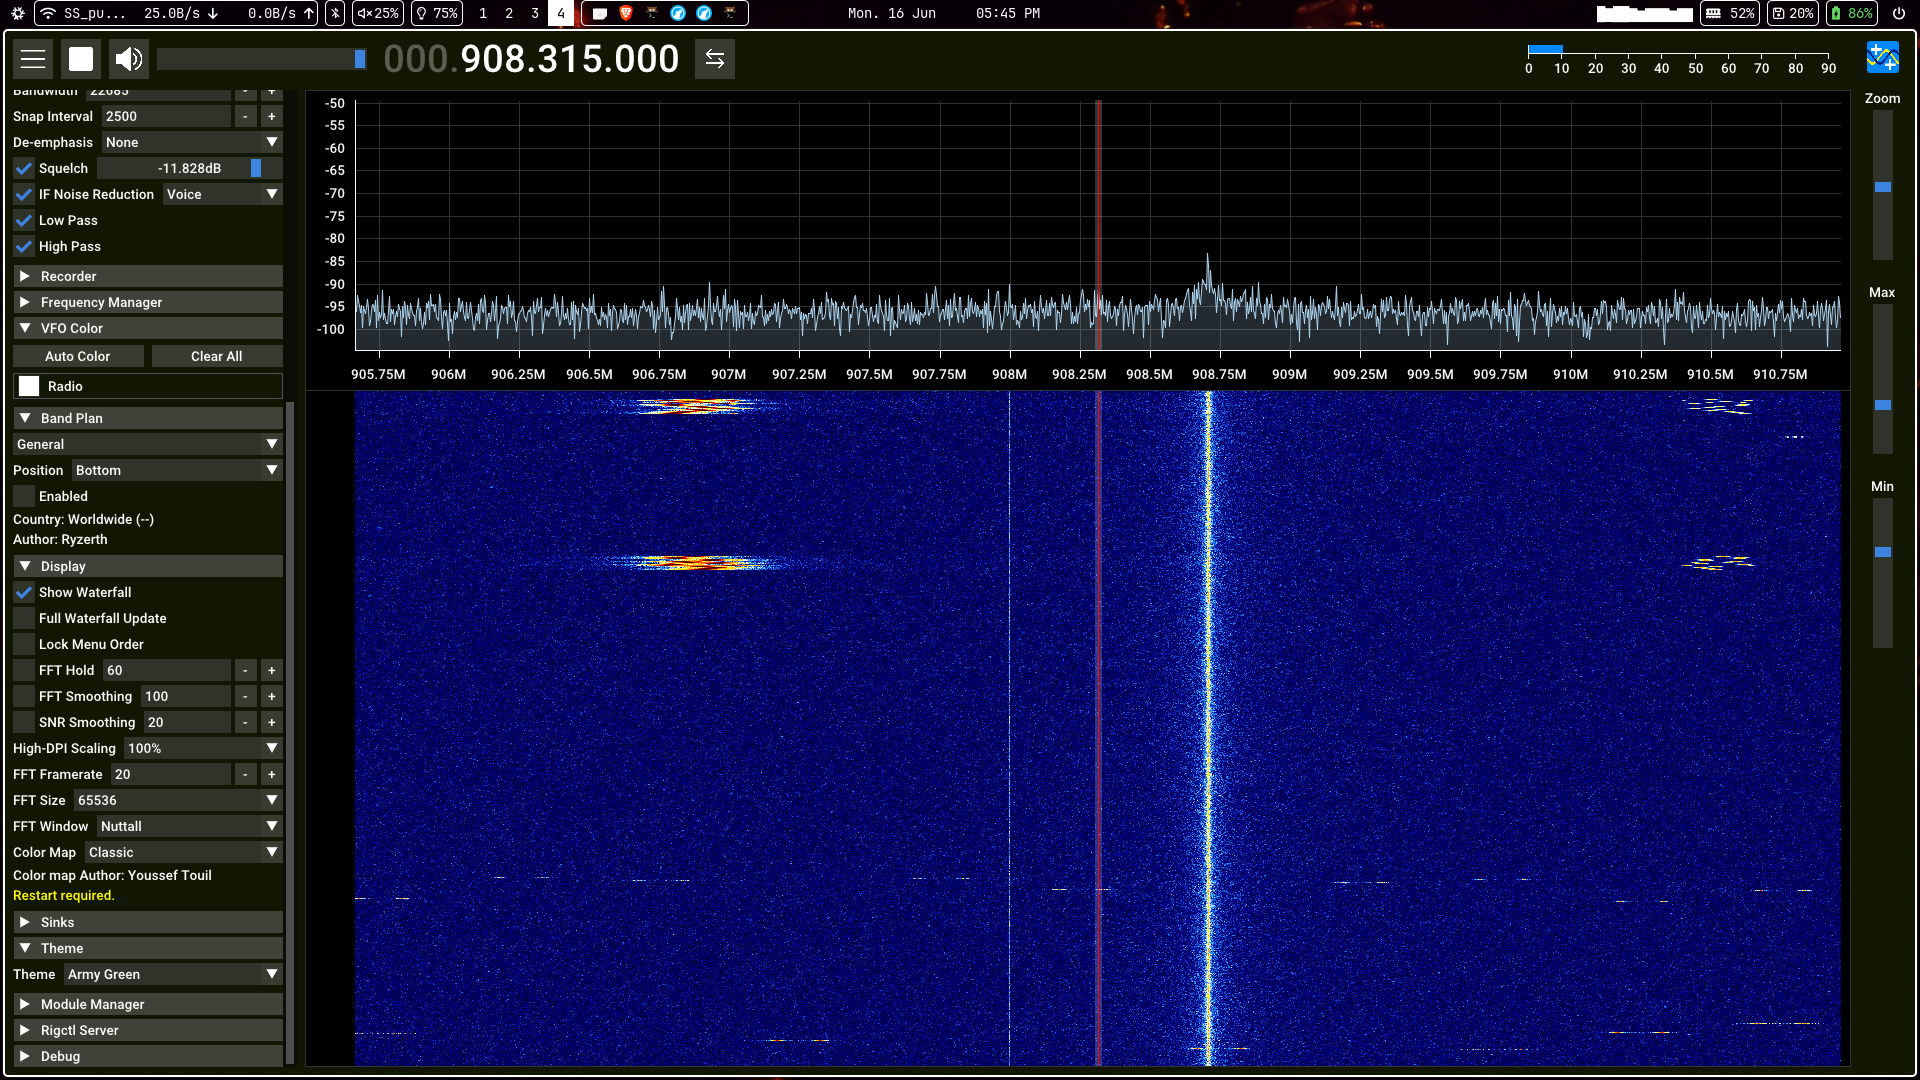 SS_pu... 25.0B/s 0.0B/s 25% 75% 1 2 3 4 Mon. 16 Jun 05:45 PM 52% 20% 86%
000.908.315.000
0 10 20 30 40 50 60 70 80 90
Bandwidth 22685 - +
Snap Interval 2500 - +
De-emphasis None
Squelch -11.828dB
IF Noise Reduction Voice
Low Pass
High Pass
Recorder
Frequency Manager
VFO Color
Auto Color Clear All
Radio
Band Plan
General
Position Bottom
Enabled
Country: Worldwide (--)
Author: Ryzerth
Display
Show Waterfall
Full Waterfall Update
Lock Menu Order
FFT Hold 60 - +
FFT Smoothing 100 - +
SNR Smoothing 20 - +
High-DPI Scaling 100%
FFT Framerate 20 - +
FFT Size 65536
FFT Window Nuttall
Color Map Classic
Color map Author: Youssef Touil
Restart required.
Sinks
Theme
Theme Army Green
Module Manager
Rigctl Server
Debug
-50
-55
-60
-65
-70
-75
-80
-85
-90
-95
-100
905.75M 906M 906.25M 906.5M 906.75M 907M 907.25M 907.5M 907.75M 908M 908.25M 908.5M 908.75M 909M 909.25M 909.5M 909.75M 910M 910.25M 910.5M 910.75M
Zoom
Max
Min